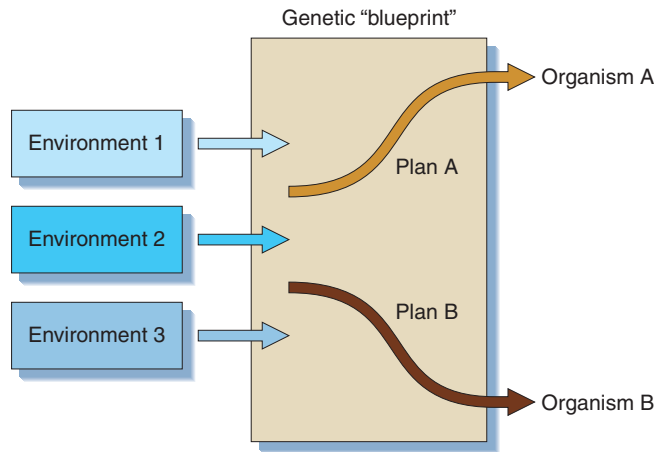 Genetic “blueprint”
Organism A
Environment 1
Plan A
Environment 2
Plan B
Environment 3
Organism B